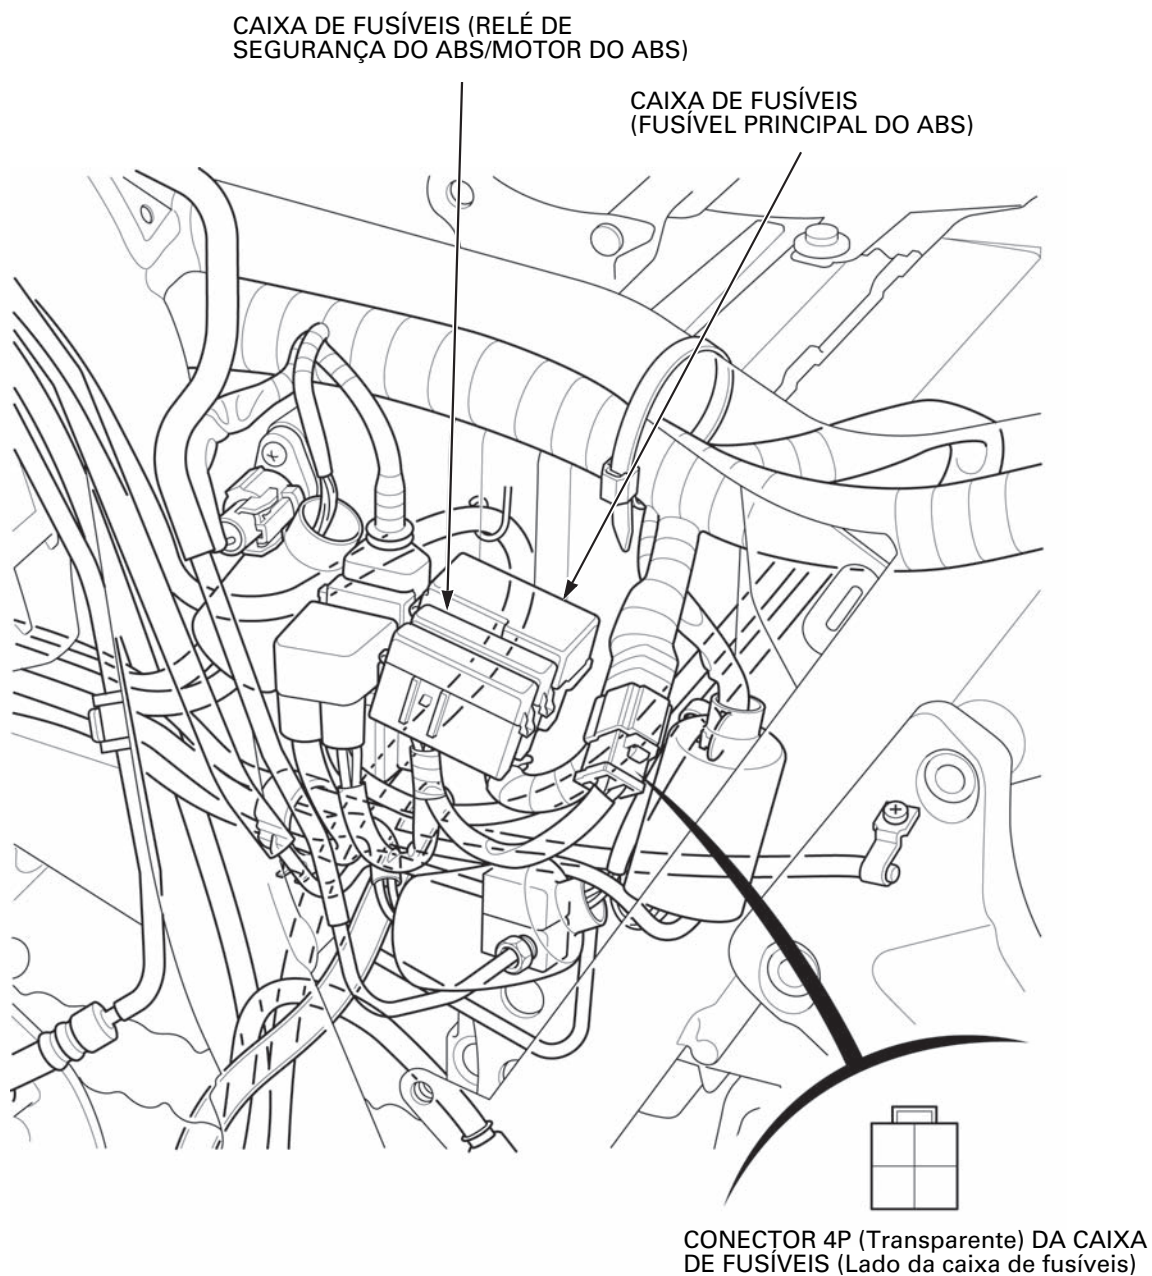 CAIXA DE FUSÍVEIS (RELÉ DE
SEGURANÇA DO ABS/MOTOR DO ABS)
CAIXA DE FUSÍVEIS
(FUSÍVEL PRINCIPAL DO ABS)
CONECTOR 4P (Transparente) DA CAIXA
DE FUSÍVEIS (Lado da caixa de fusíveis)